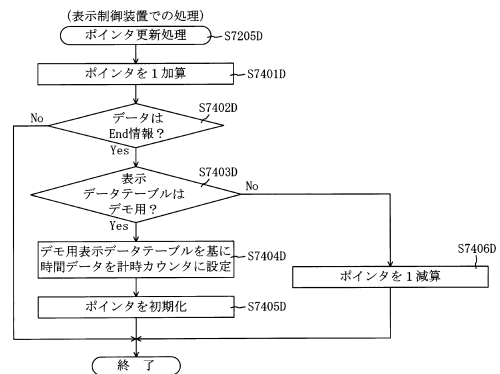 (表示制御装置での処理)
ポインタ更新処理
S7205D
ポインタを1加算
S7401D
S7402D
データは
End情報?
No
Yes
S7403D
表示
データテーブルは
デモ用?
No
Yes
デモ用表示データテーブルを基に
時間データを計時カウンタに設定
S7404D
S7406D
ポインタを1減算
ポインタを初期化
S7405D
終 了